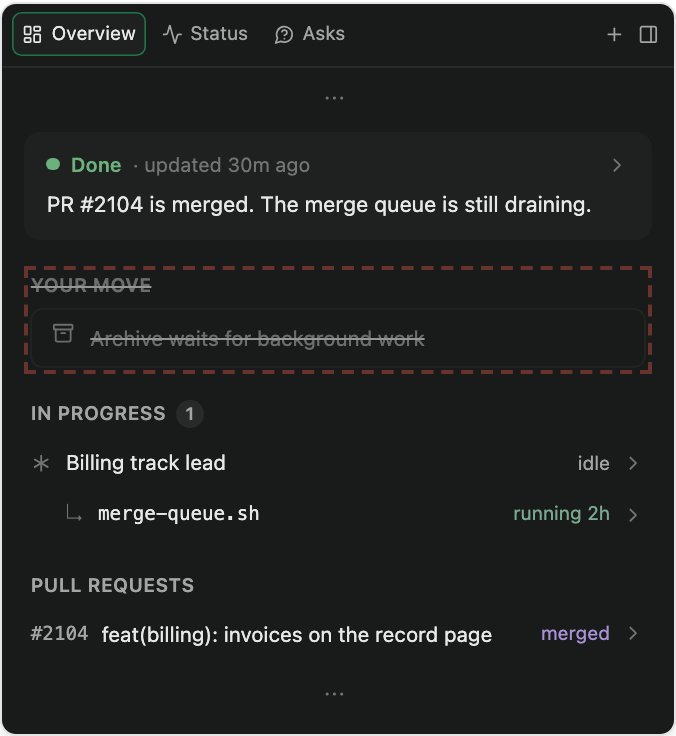 Overview Status Asks
...
Done · updated 30m ago
PR #2104 is merged. The merge queue is still draining.
YOUR MOVE
Archive waits for background work
IN PROGRESS 1
Billing track lead idle
merge-queue.sh running 2h
PULL REQUESTS
#2104 feat(billing): invoices on the record page merged
...